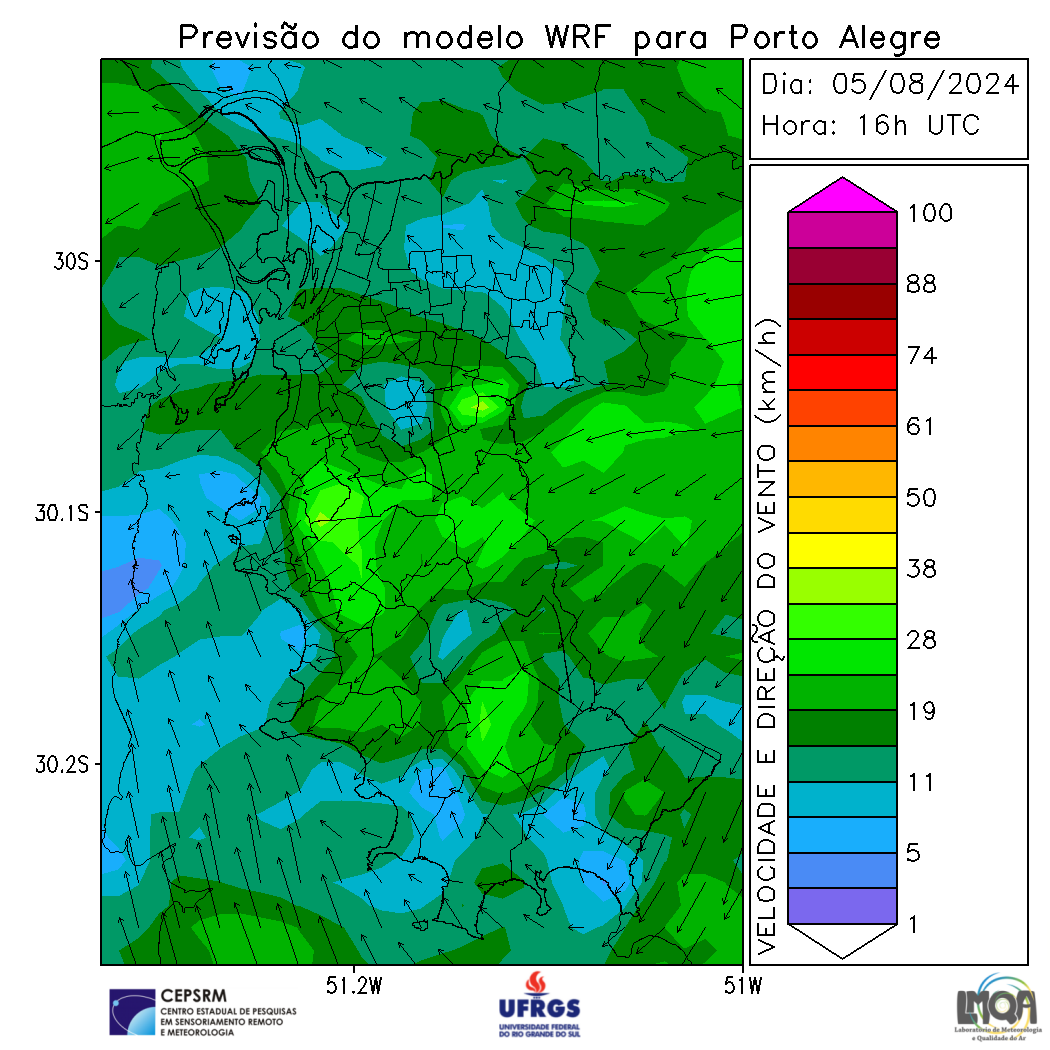 Previsão do modelo WRF para Porto Alegre
Dia: 05/08/2024
Hora: 16h UTC
30S
30.1S
30.2S
51.2W
51W
VELOCIDADE E DIREÇÃO DO VENTO (km/h)
100
88
74
61
50
38
28
19
11
5
1
CEPSRM
CENTRO ESTADUAL DE PESQUISAS
EM SENSORIAMENTO REMOTO
E METEOROLOGIA
UFRGS
UNIVERSIDADE FEDERAL
DO RIO GRANDE DO SUL
LMQA
Laboratório de Meteorologia
e Qualidade do Ar